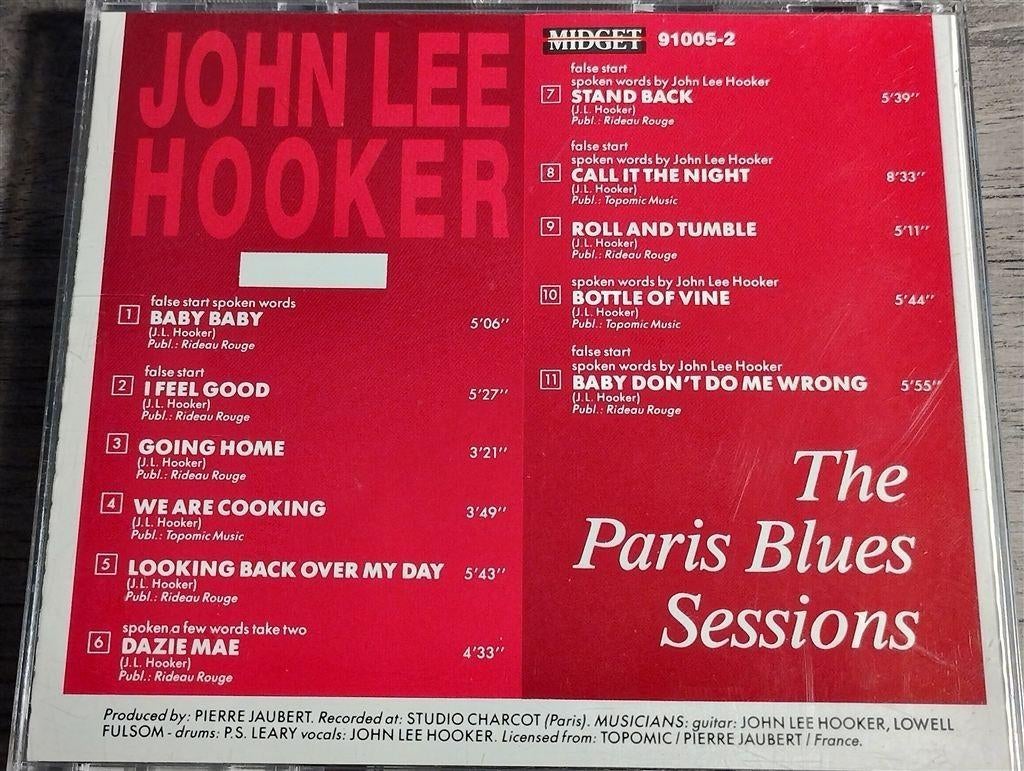 JOHN LEE
HOOKER
1
false start spoken words
BABY BABY 5'06''
(J.L. Hooker)
Publ.: Rideau Rouge
2
false start
I FEEL GOOD 5'27''
(J.L. Hooker)
Publ.: Rideau Rouge
3
GOING HOME 3'21''
(J.L. Hooker)
Publ.: Rideau Rouge
4
WE ARE COOKING 3'49''
(J.L. Hooker)
Publ.: Topomic Music
5
LOOKING BACK OVER MY DAY 5'43''
(J.L. Hooker)
Publ.: Rideau Rouge
6
spoken a few words take two
DAZIE MAE 4'33''
(J.L. Hooker)
Publ.: Rideau Rouge
MIDGET 91005-2
7
false start
spoken words by John Lee Hooker
STAND BACK 5'39''
(J.L. Hooker)
Publ.: Rideau Rouge
8
false start
spoken words by John Lee Hooker
CALL IT THE NIGHT 8'33''
(J.L. Hooker)
Publ.: Topomic Music
9
ROLL AND TUMBLE 5'11''
(J.L. Hooker)
Publ.: Rideau Rouge
10
spoken words by John Lee Hooker
BOTTLE OF VINE 5'44''
(J.L. Hooker)
Publ.: Topomic Music
11
false start
spoken words by John Lee Hooker
BABY DON'T DO ME WRONG 5'55''
(J.L. Hooker)
Publ.: Rideau Rouge
The
Paris Blues
Sessions
Produced by: PIERRE JAUBERT. Recorded at: STUDIO CHARCOT (Paris). MUSICIANS: guitar: JOHN LEE HOOKER, LOWELL
FULSOM - drums: P.S. LEARY vocals: JOHN LEE HOOKER. Licensed from: TOPOMIC / PIERRE JAUBERT / France.